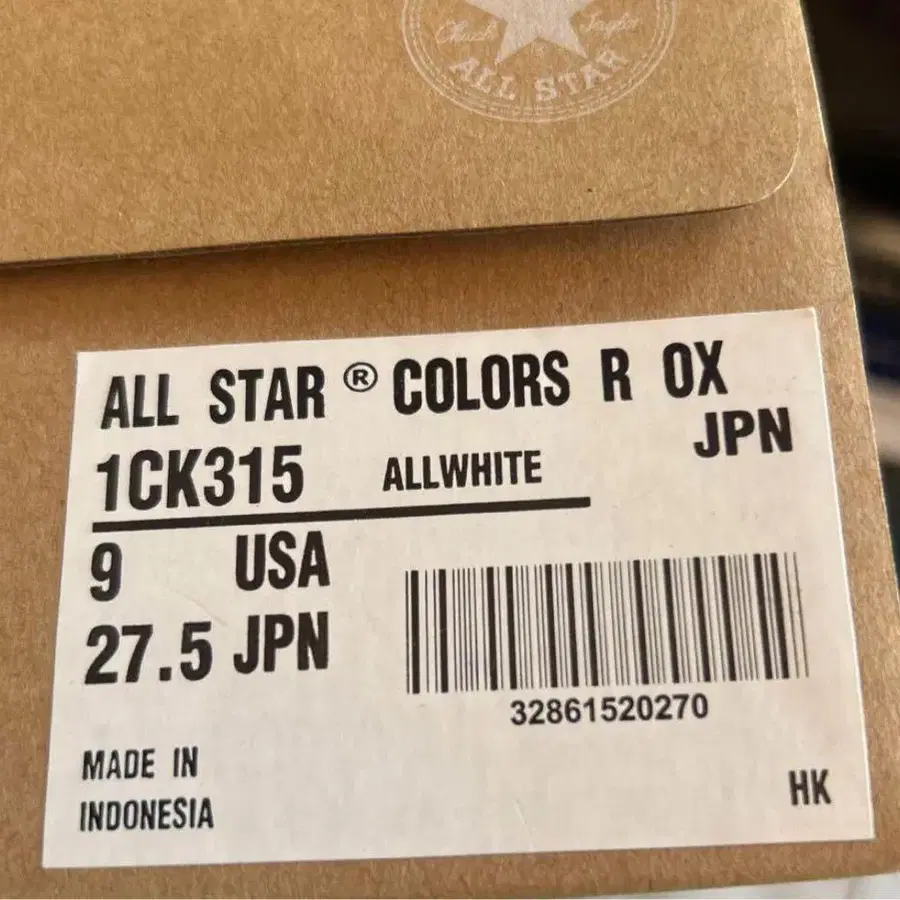 Chuck Taylor
ALL STAR
ALL STAR ® COLORS R OX
JPN
1CK315 ALLWHITE
9 USA
27.5 JPN
32861520270
MADE IN
INDONESIA
HK